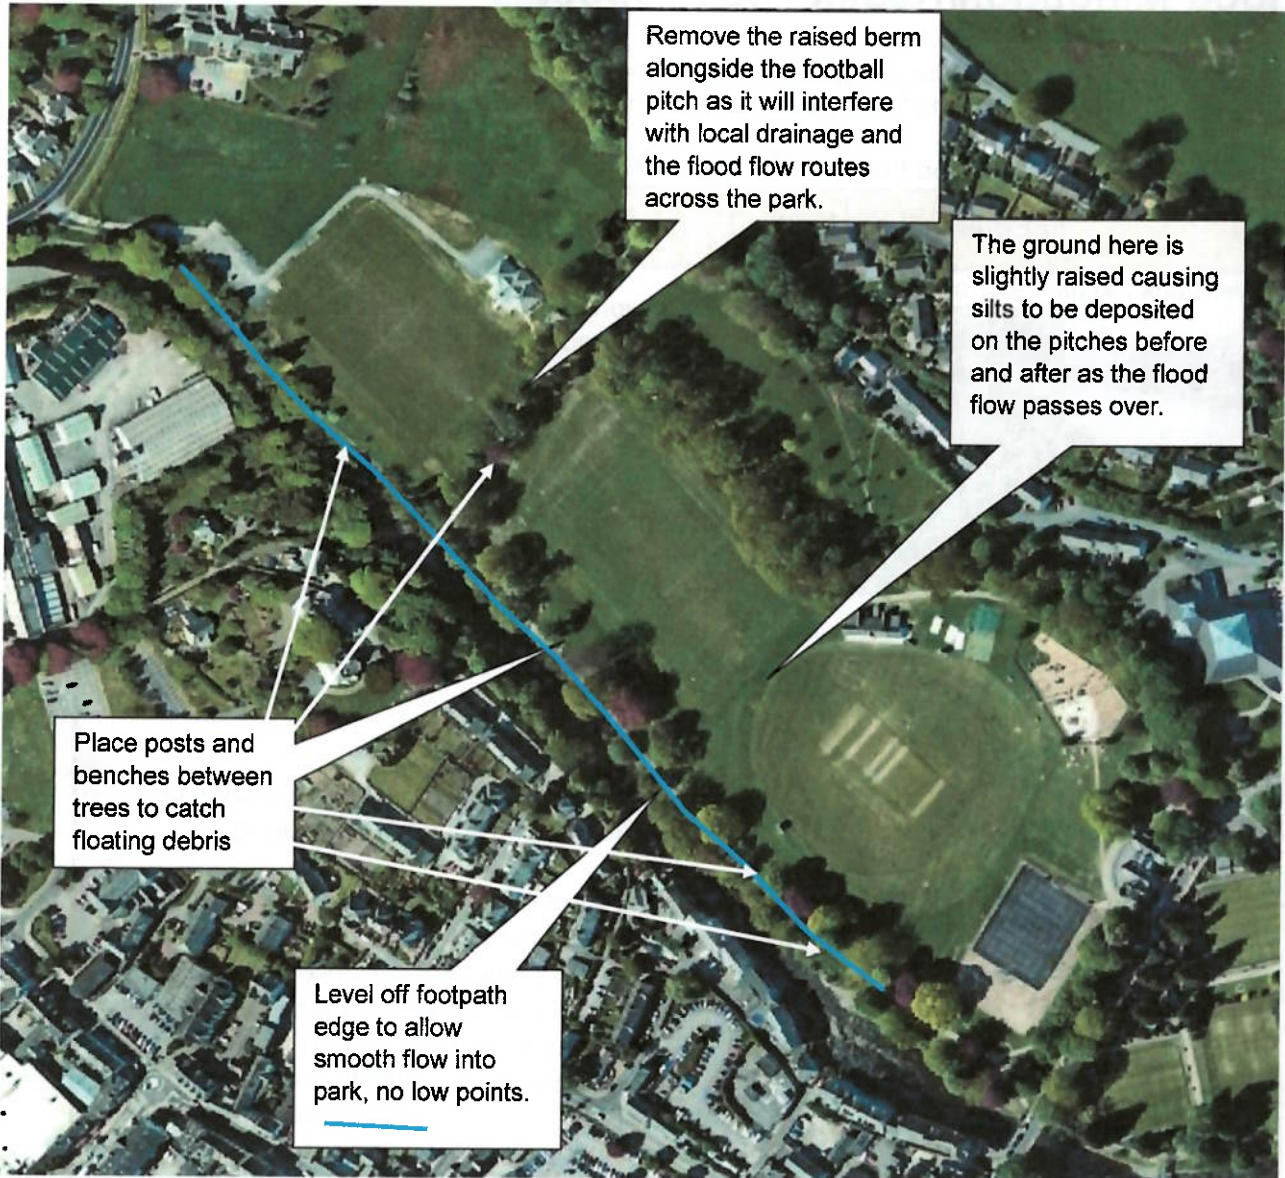 Remove the raised berm
alongside the football
pitch as it will interfere
with local drainage and
the flood flow routes
across the park.
The ground here is
slightly raised causing
silts to be deposited
on the pitches before
and after as the flood
flow passes over.
Place posts and
benches between
trees to catch
floating debris
Level off footpath
edge to allow
smooth flow into
park, no low points.